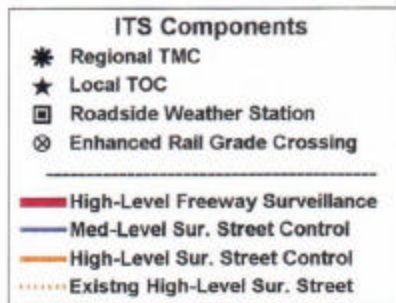 ITS Components
Regional TMC
Local TOC
Roadside Weather Station
Enhanced Rail Grade Crossing
High-Level Freeway Surveillance
Med-Level Sur. Street Control
High-Level Sur. Street Control
Existng High-Level Sur. Street